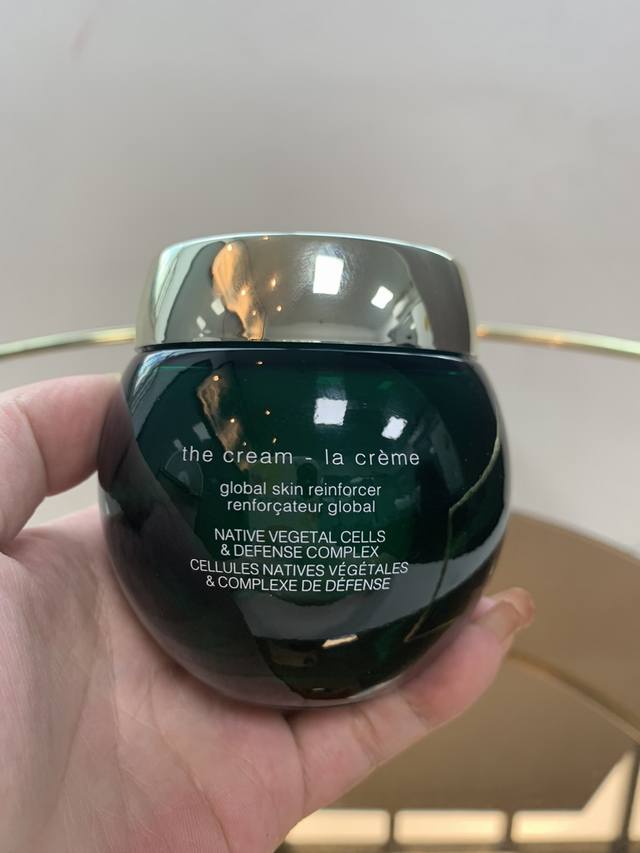 the cream - la crème
global skin reinforcer
renforçateur global
NATIVE VEGETAL CELLS
& DEFENSE COMPLEX
CELLULES NATIVES VÉGÉTALES
& COMPLEXE DE DÉFENSE